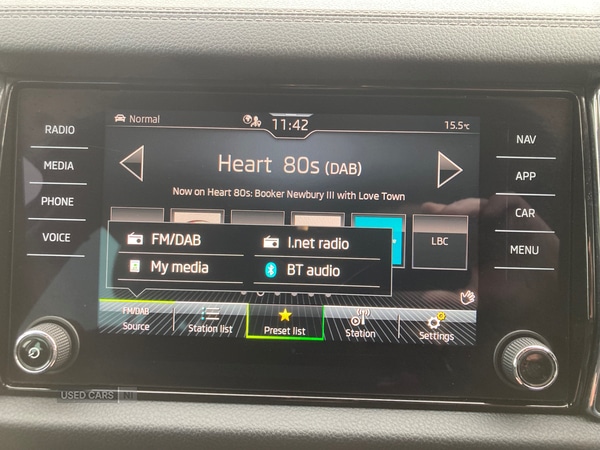 Normal
11:42
15.5°C
Heart 80s (DAB)
Now on Heart 80s: Booker Newbury III with Love Town
RADIO
MEDIA
PHONE
VOICE
NAV
APP
CAR
MENU
LBC
FM/DAB
I.net radio
My media
BT audio
FM/DAB
Source
Station list
Preset list
Station
Settings
USED CARS NI